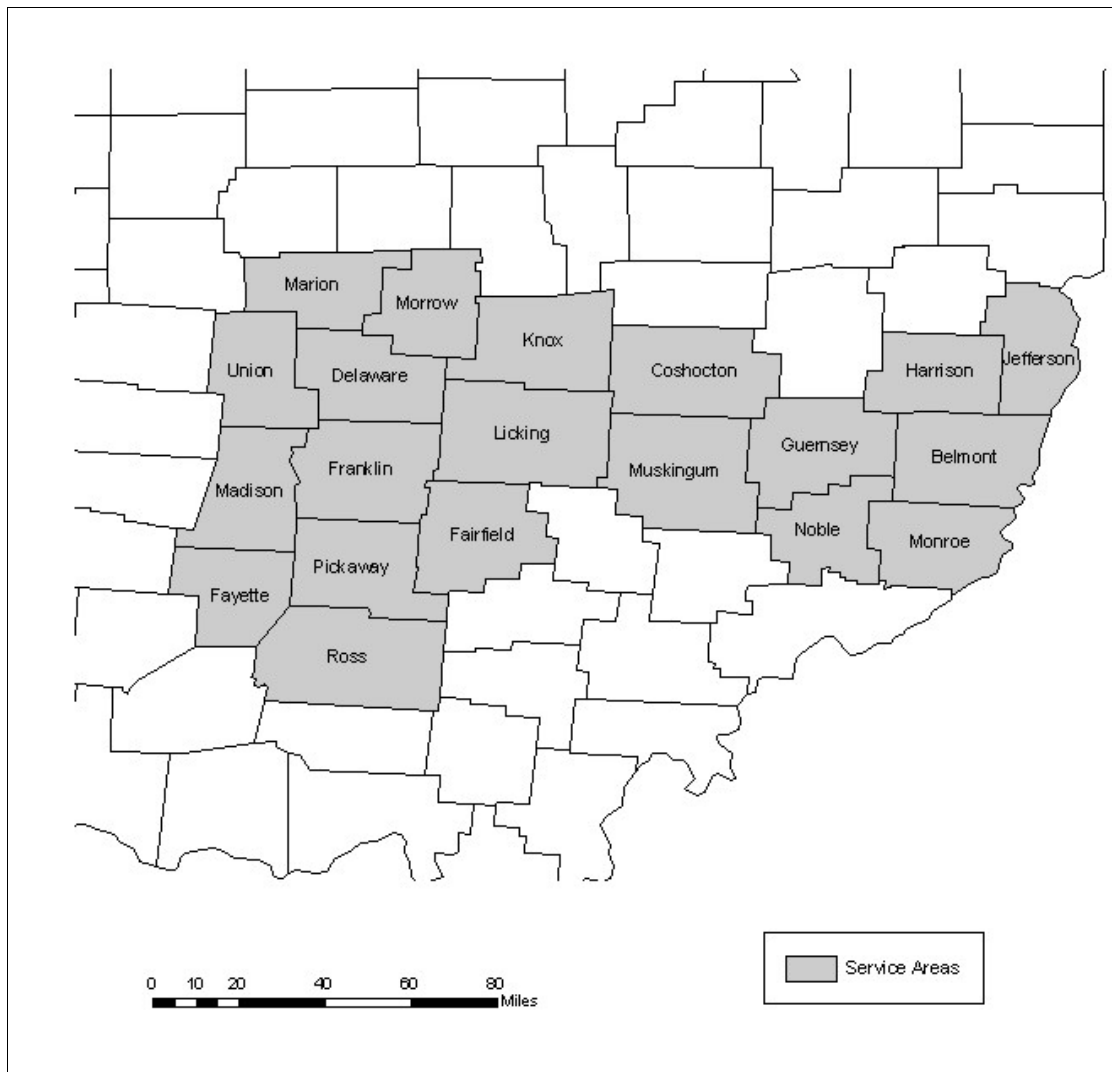 Marion
Morrow
Knox
Union
Delaware
Coshocton
Harrison
Jefferson
Licking
Guernsey
Belmont
Franklin
Muskingum
Madison
Fairfield
Noble
Monroe
Pickaway
Fayette
Ross
Service Areas
0 10 20 40 60 80
Miles